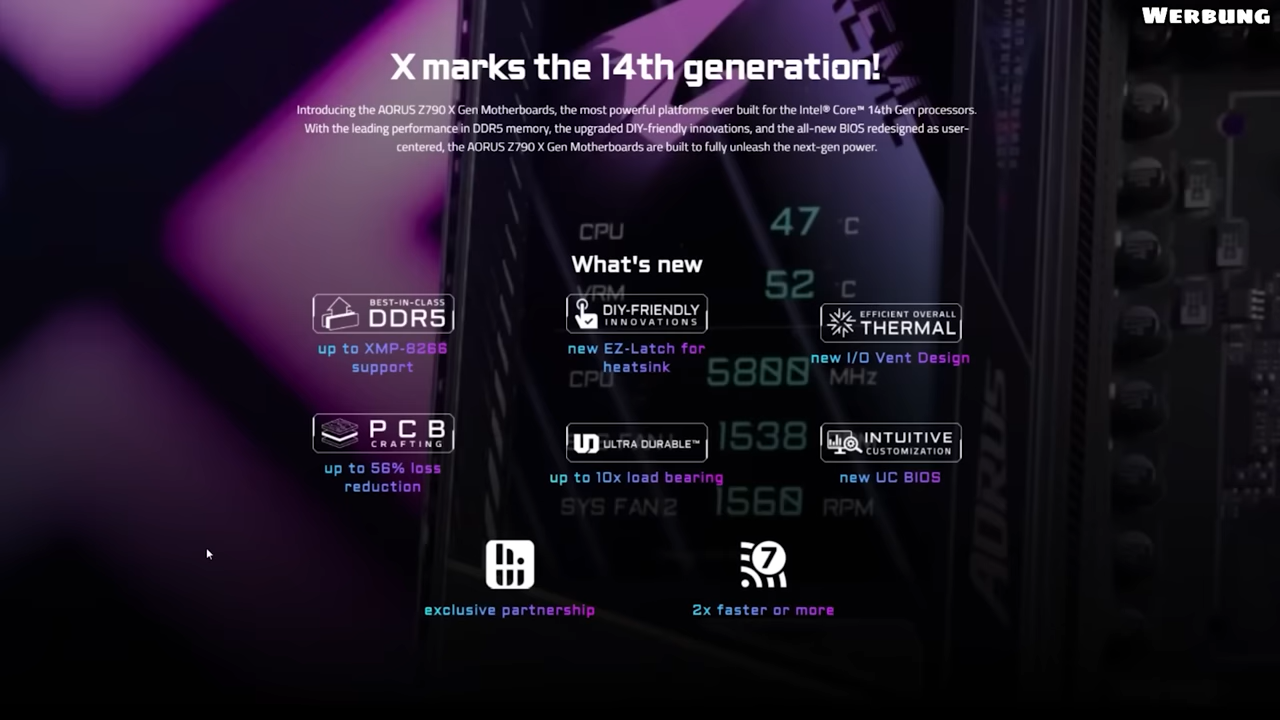 WERBUNG
X marks the 14th generation!
Introducing the AORUS Z790 X Gen Motherboards, the most powerful platforms ever built for the Intel® Core™ 14th Gen processors.
With the leading performance in DDR5 memory, the upgraded DIY-friendly innovations, and the all-new BIOS redesigned as user-
centered, the AORUS Z790 X Gen Motherboards are built to fully unleash the next-gen power.
CPU 47 C
What's new
VRM 52 C
BEST-IN-CLASS
DDR5
up to XMP-8266
support
DIY-FRIENDLY
INNOVATIONS
new EZ-Latch for
heatsink
EFFICIENT OVERALL
THERMAL
new I/O Vent Design
CPU 5800 MHz
PCB
CRAFTING
up to 56% loss
reduction
1538
UD ULTRA DURABLE™
up to 10x load bearing
INTUITIVE
CUSTOMIZATION
new UC BIOS
SYS FAN2 1560 RPM
AORUS
exclusive partnership
7
2x faster or more